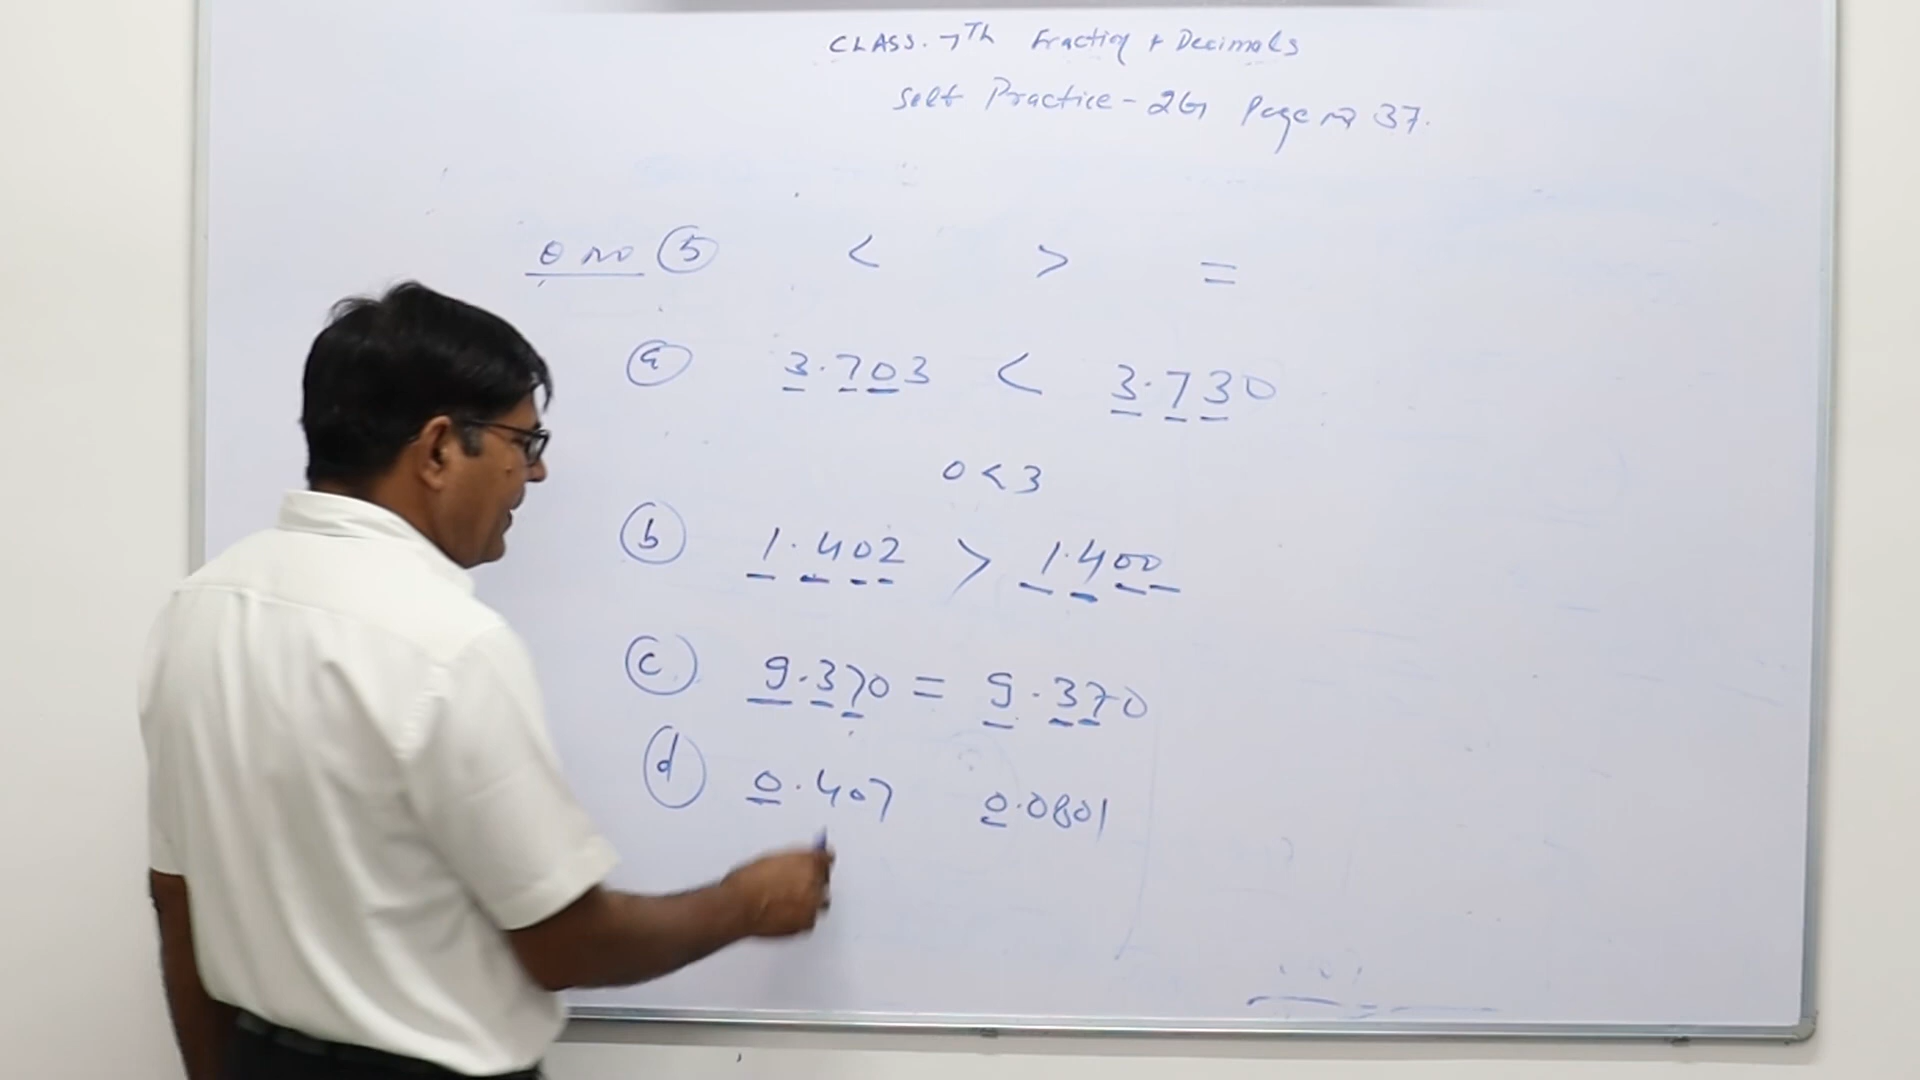 CLASS. 7Th Fraction & Decimals
Self Practice - 2G Page no 37.
Q no 5 < > =
a 3.703 < 3.730
0 < 3
b 1.402 > 1.400
c 9.370 = 9.370
d 0.407 0.0801